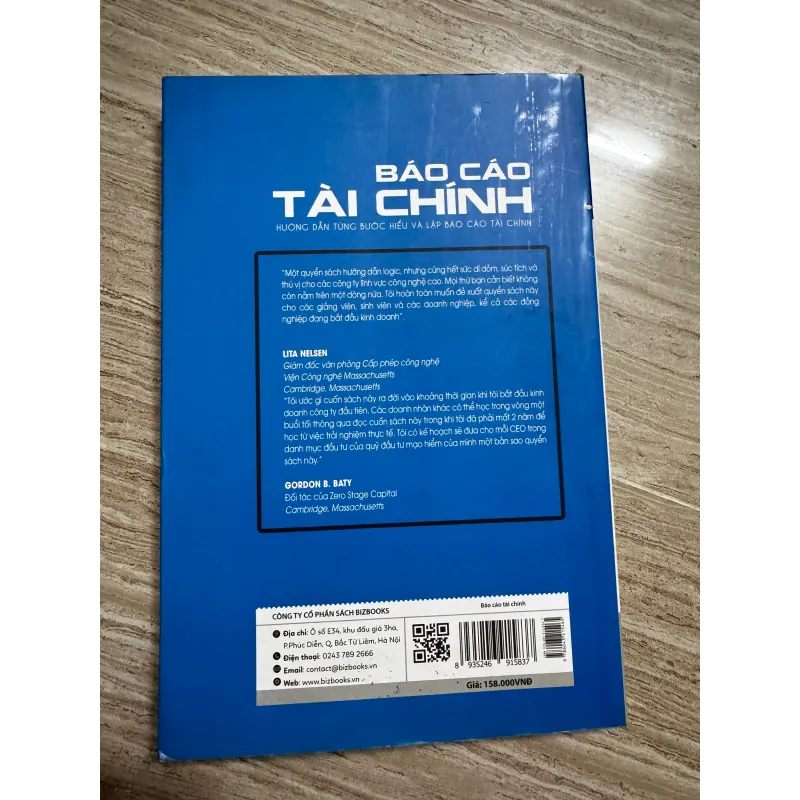 BÁO CÁO
TÀI CHÍNH
HƯỚNG DẪN TỪNG BƯỚC HIỂU VÀ LẬP BÁO CÁO TÀI CHÍNH
"Một quyển sách hướng dẫn logic, nhưng cũng hết sức dí dỏm, súc tích và
thú vị cho các công ty lĩnh vực công nghệ cao. Mọi thứ bạn cần biết không
còn nằm trên một dòng nữa. Tôi hoàn toàn muốn đề xuất quyển sách này
cho các giảng viên, sinh viên và các doanh nghiệp, kể cả các đồng
nghiệp đang bắt đầu kinh doanh".
LITA NELSEN
Giám đốc văn phòng Cấp phép công nghệ
Viện Công nghệ Massachusetts
Cambridge, Massachusetts
"Tôi ước gì cuốn sách này ra đời vào khoảng thời gian khi tôi bắt đầu kinh
doanh công ty đầu tiên. Các doanh nhân khác có thể học trong vòng một
buổi tối thông qua đọc cuốn sách này trong khi tôi đã phải mất 2 năm để
học từ việc trải nghiệm thực tế. Tôi có kế hoạch sẽ đưa cho mỗi CEO trong
danh mục đầu tư của quỹ đầu tư mạo hiểm của mình một bản sao quyển
sách này."
GORDON B. BATY
Đối tác của Zero Stage Capital
Cambridge, Massachusetts
CÔNG TY CỔ PHẦN SÁCH BIZBOOKS
Địa chỉ: Ô số E34, khu đấu giá 3ha,
P.Phúc Diễn, Q, Bắc Từ Liêm, Hà Nội
Điện thoại: 0243 789 2666
Email: contact@bizbooks.vn
Web: www.bizbooks.vn
Báo cáo tài chính
8 935246 915837
Giá: 158.000VNĐ